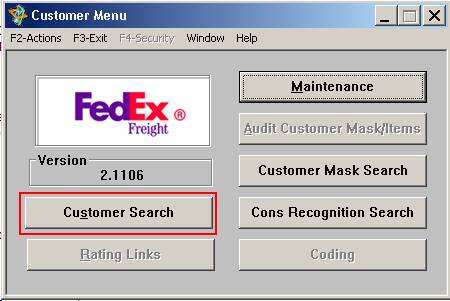 Customer Menu
F2-Actions F3-Exit F4-Security Window Help
FedEx ®
Freight
Version
2.1106
Customer Search
Rating Links
Maintenance
Audit Customer Mask/Items
Customer Mask Search
Cons Recognition Search
Coding